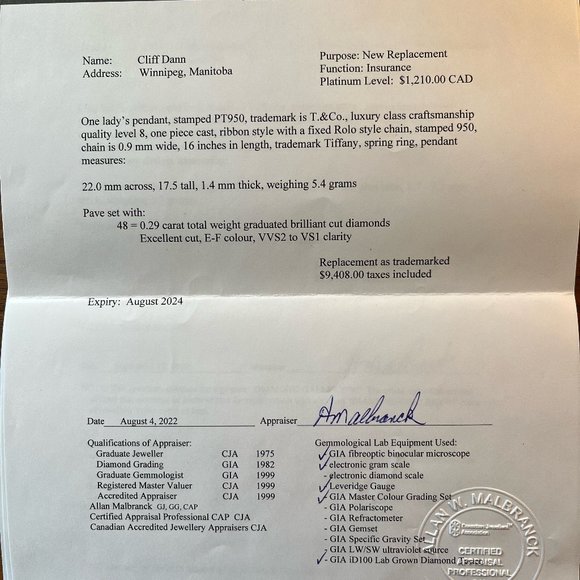 Name: Cliff Dann
Address: Winnipeg, Manitoba
Purpose: New Replacement
Function: Insurance
Platinum Level: $1,210.00 CAD
One lady's pendant, stamped PT950, trademark is T.&Co., luxury class craftsmanship
quality level 8, one piece cast, ribbon style with a fixed Rolo style chain, stamped 950,
chain is 0.9 mm wide, 16 inches in length, trademark Tiffany, spring ring, pendant
measures:
22.0 mm across, 17.5 tall, 1.4 mm thick, weighing 5.4 grams
Pave set with:
48 = 0.29 carat total weight graduated brilliant cut diamonds
Excellent cut, E-F colour, VVS2 to VS1 clarity
Replacement as trademarked
$9,408.00 taxes included
Expiry: August 2024
Date August 4, 2022 Appraiser AMalbranck
Qualifications of Appraiser:
Graduate Jeweller CJA 1975
Diamond Grading GIA 1982
Graduate Gemmologist GIA 1999
Registered Master Valuer CJA 1999
Accredited Appraiser CJA 1999
Allan Malbranck GJ, GG, CAP
Certified Appraisal Professional CAP CJA
Canadian Accredited Jewellery Appraisers CJA
Gemmological Lab Equipment Used:
GIA fibreoptic binocular microscope
electronic gram scale
- electronic diamond scale
Leveridge Gauge
GIA Master Colour Grading Set
- GIA Polariscope
- GIA Refractometer
- GIA Gemset
- GIA Specific Gravity Set
GIA LW/SW ultraviolet source
- GIA iD100 Lab Grown Diamond Tester
ALLAN W. MALBRANCK
Canadian Jewellers
Association
CERTIFIED
APPRAISAL
PROFESSIONAL